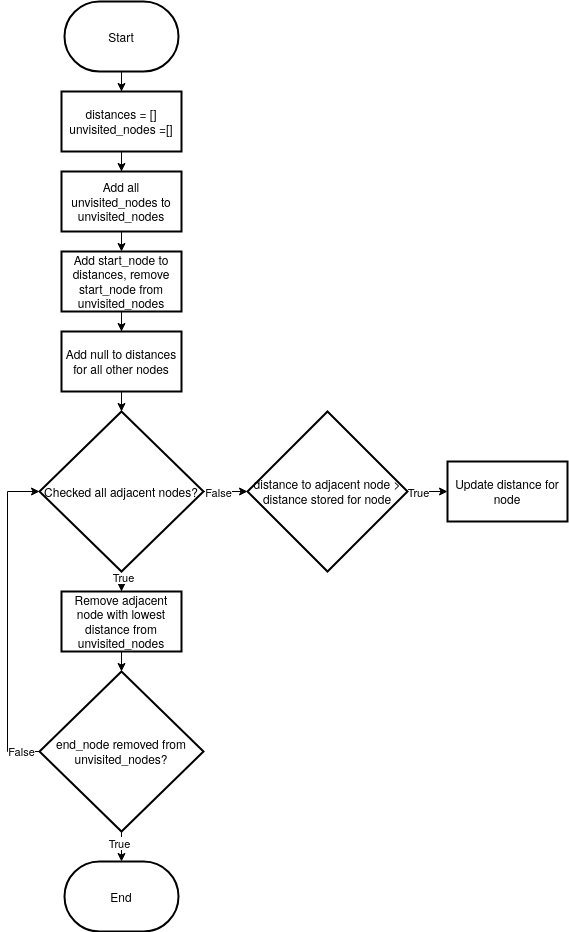 Start
distances = []
unvisited_nodes =[]
Add all
unvisited_nodes to
unvisited_nodes
Add start_node to
distances, remove
start_node from
unvisited_nodes
Add null to distances
for all other nodes
Checked all adjacent nodes?
False
distance to adjacent node >
distance stored for node
True
Update distance for
node
True
Remove adjacent
node with lowest
distance from
unvisited_nodes
end_node removed from
unvisited_nodes?
False
True
End